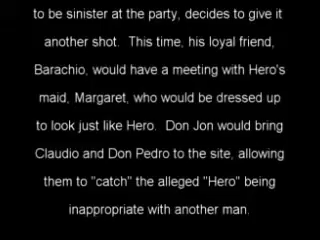 to be sinister at the party, decides to give it
another shot.  This time, his loyal friend,
Barachio, would have a meeting with Hero's
maid, Margaret, who would be dressed up
to look just like Hero.  Don Jon would bring
Claudio and Don Pedro to the site, allowing
them to "catch" the alleged "Hero" being
inappropriate with another man.